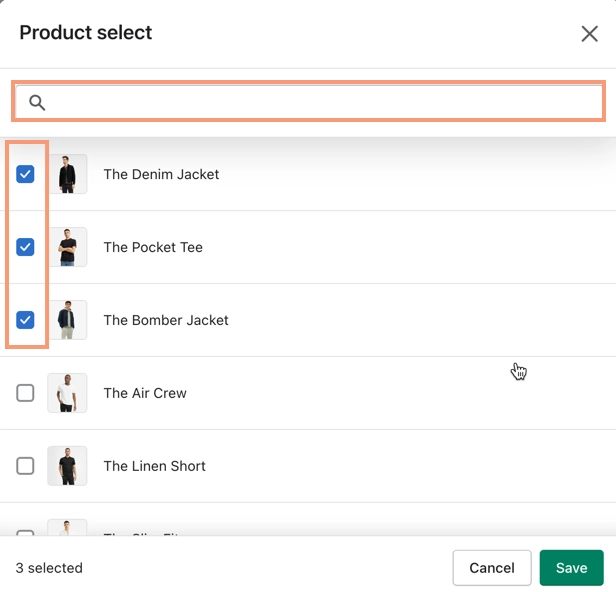 Product select
The Denim Jacket
The Pocket Tee
The Bomber Jacket
The Air Crew
The Linen Short
3 selected
Cancel
Save